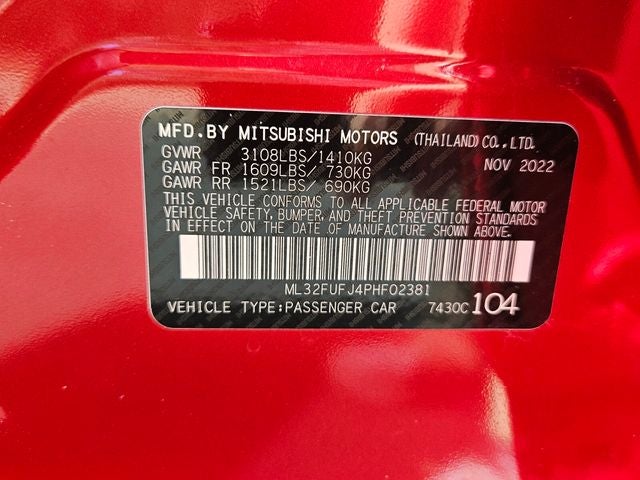 MFD. BY MITSUBISHI MOTORS (THAILAND) CO., LTD.
GVWR 3108LBS/1410KG NOV 2022
GAWR FR 1609LBS/ 730KG
GAWR RR 1521LBS/ 690KG
THIS VEHICLE CONFORMS TO ALL APPLICABLE FEDERAL MOTOR
VEHICLE SAFETY, BUMPER, AND THEFT PREVENTION STANDARDS
IN EFFECT ON THE DATE OF MANUFACTURE SHOWN ABOVE.
ML32FUFJ4PHF02381
VEHICLE TYPE:PASSENGER CAR 7430C 104